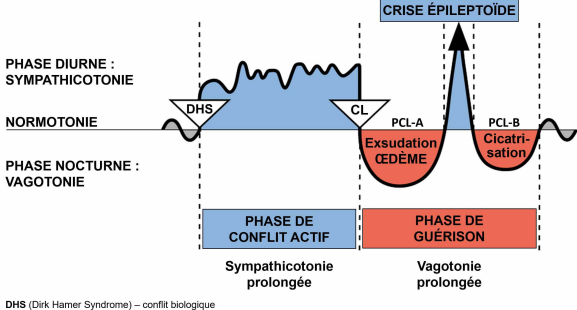 CRISE ÉPILEPTOÏDE
PHASE DIURNE :
SYMPATHICOTONIE
DHS
CL
NORMOTONIE
PCL-A
PCL-B
Exsudation
ŒDÈME
Cicatri-
sation
PHASE NOCTURNE :
VAGOTONIE
PHASE DE
CONFLIT ACTIF
PHASE DE
GUÉRISON
Sympathicotonie
prolongée
Vagotonie
prolongée
DHS (Dirk Hamer Syndrome) – conflit biologique